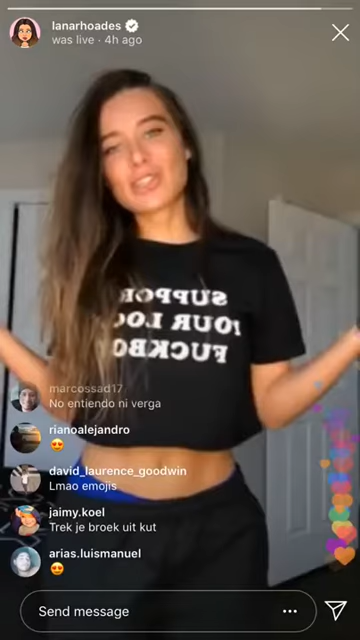 lanarhoades
was live · 4h ago
SUPPOR
YOUR LOC
FUCKBO
marcossad17
No entiendo ni verga
rianoalejandro
😍
david_laurence_goodwin
Lmao emojis
jaimy.koel
Trek je broek uit kut
arias.luismanuel
😍
Send message